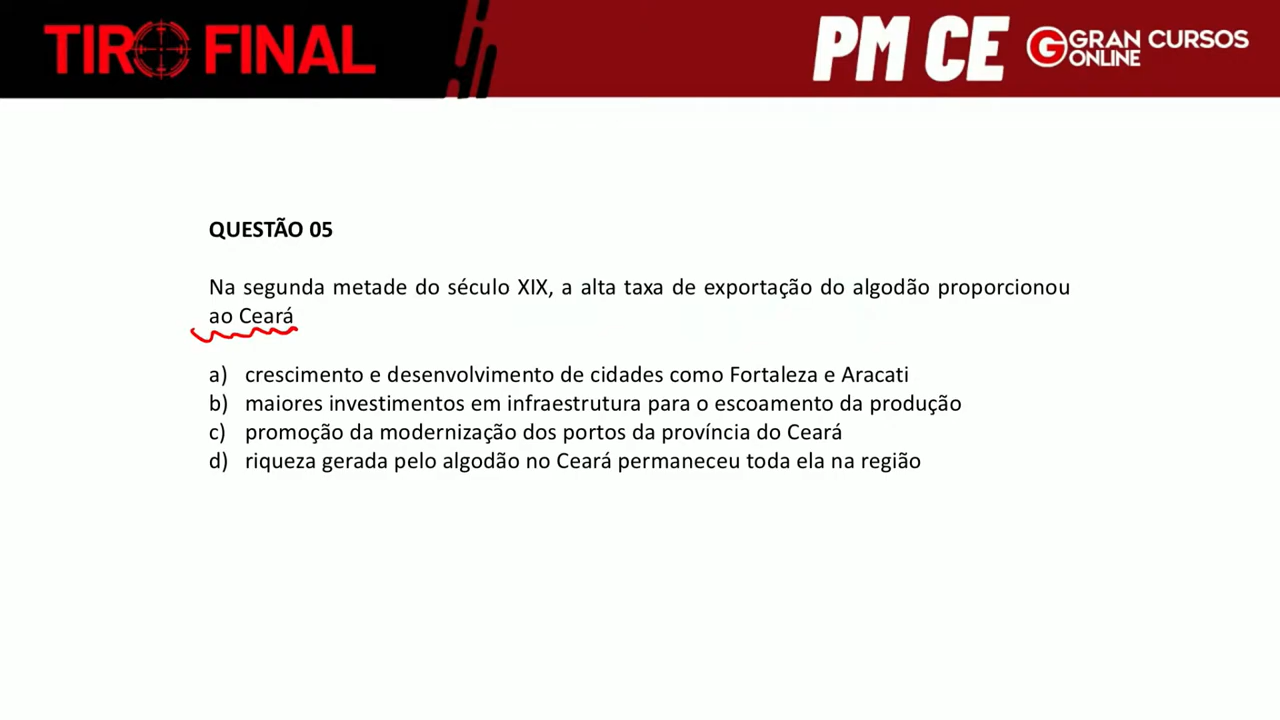 TIRO FINAL
PM CE
GRAN CURSOS
ONLINE
QUESTÃO 05
Na segunda metade do século XIX, a alta taxa de exportação do algodão proporcionou
ao Ceará
a) crescimento e desenvolvimento de cidades como Fortaleza e Aracati
b) maiores investimentos em infraestrutura para o escoamento da produção
c) promoção da modernização dos portos da província do Ceará
d) riqueza gerada pelo algodão no Ceará permaneceu toda ela na região